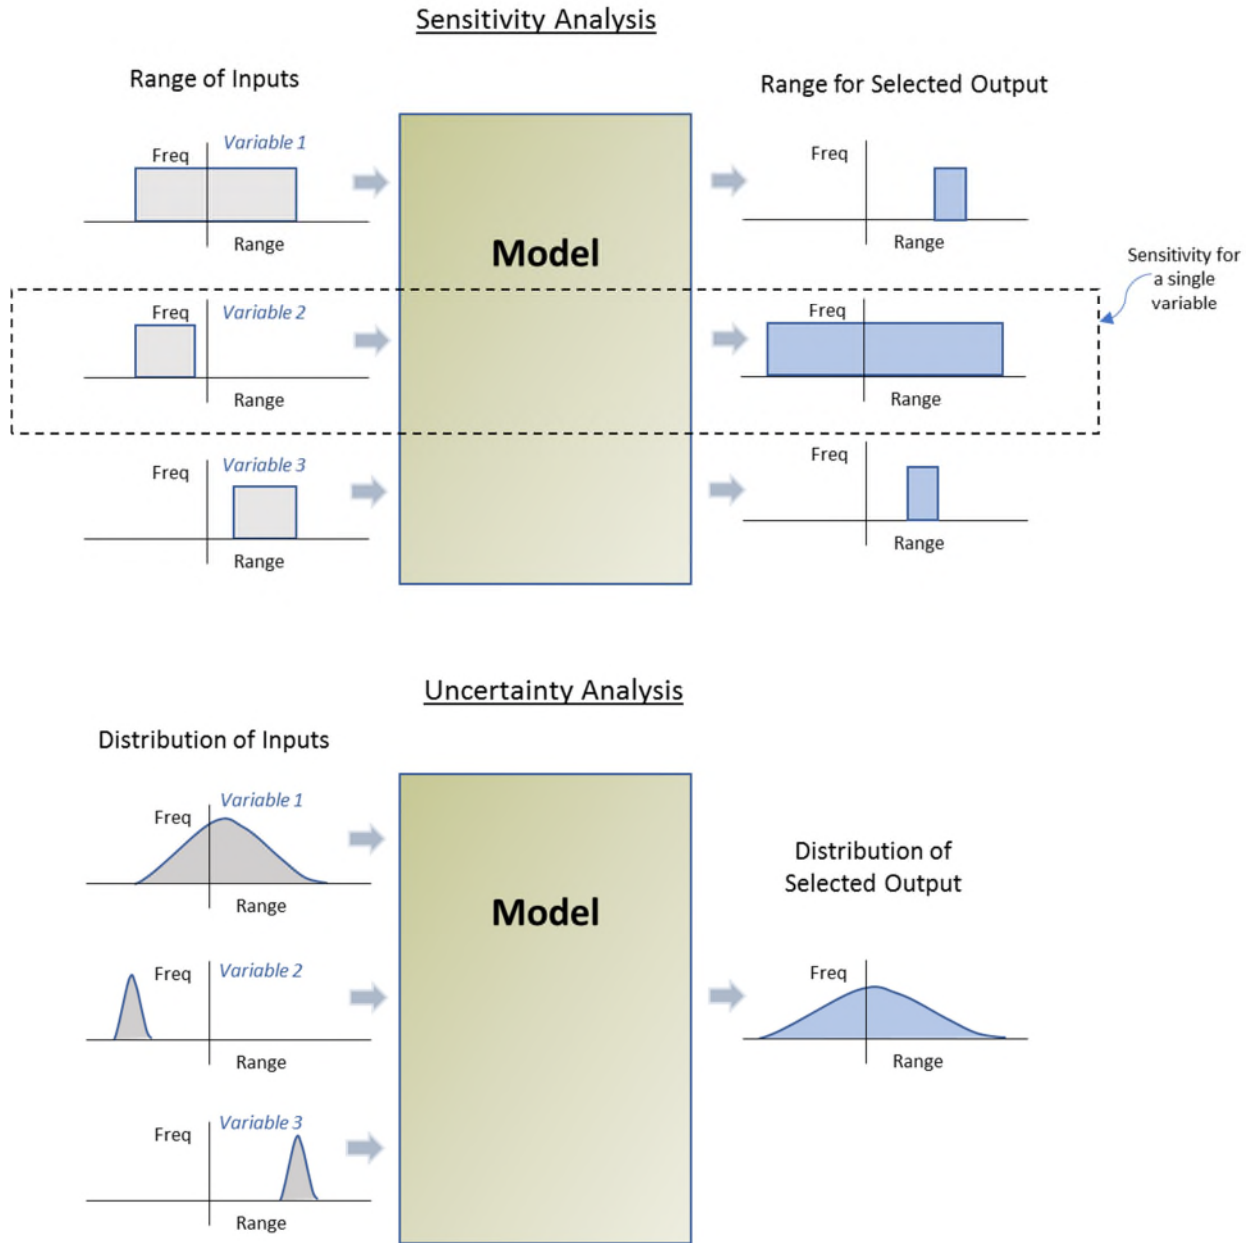 Sensitivity Analysis
Range of Inputs
Range for Selected Output
Variable 1
Freq
Range
Model
Freq
Range
Sensitivity for
a single
variable
Variable 2
Freq
Range
Freq
Range
Variable 3
Freq
Range
Freq
Range
Uncertainty Analysis
Distribution of Inputs
Variable 1
Freq
Range
Model
Distribution of
Selected Output
Variable 2
Freq
Range
Freq
Range
Variable 3
Freq
Range